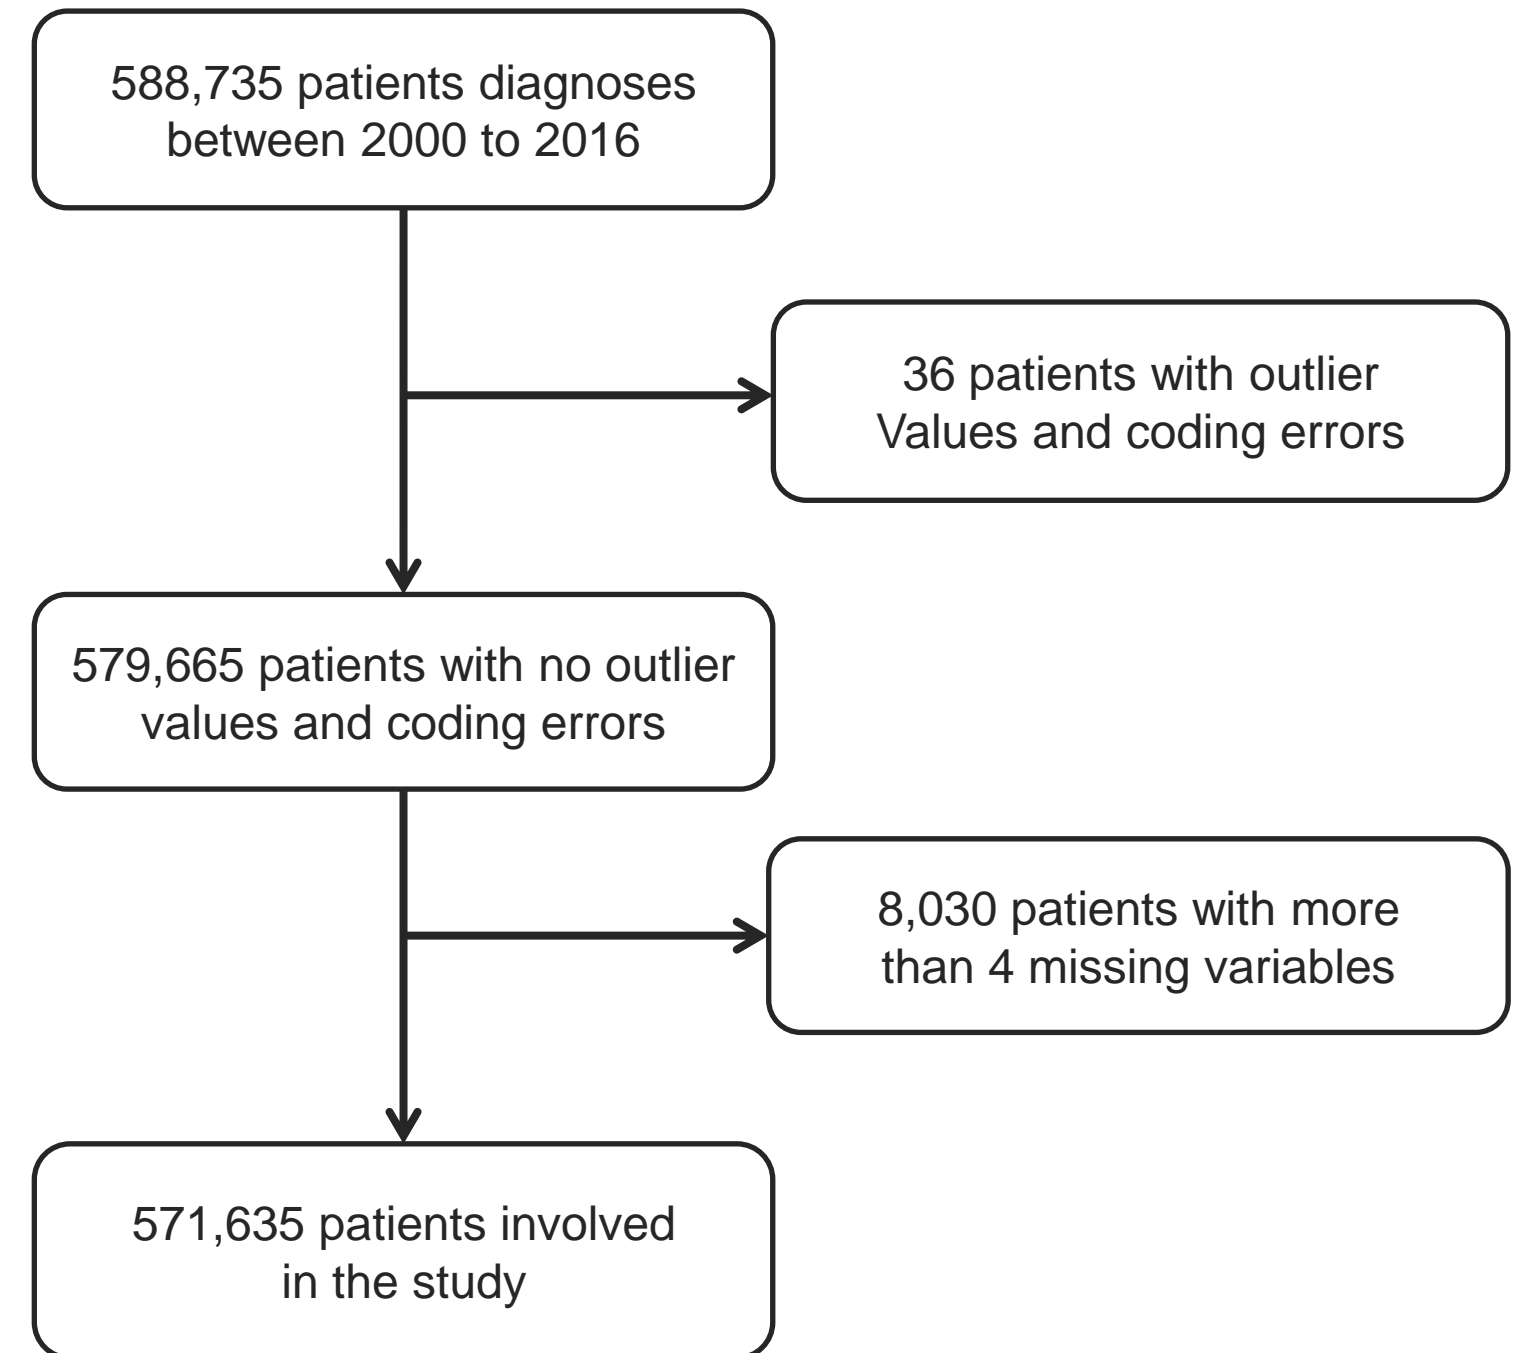 588,735 patients diagnoses
between 2000 to 2016
36 patients with outlier
Values and coding errors
579,665 patients with no outlier
values and coding errors
8,030 patients with more
than 4 missing variables
571,635 patients involved
in the study